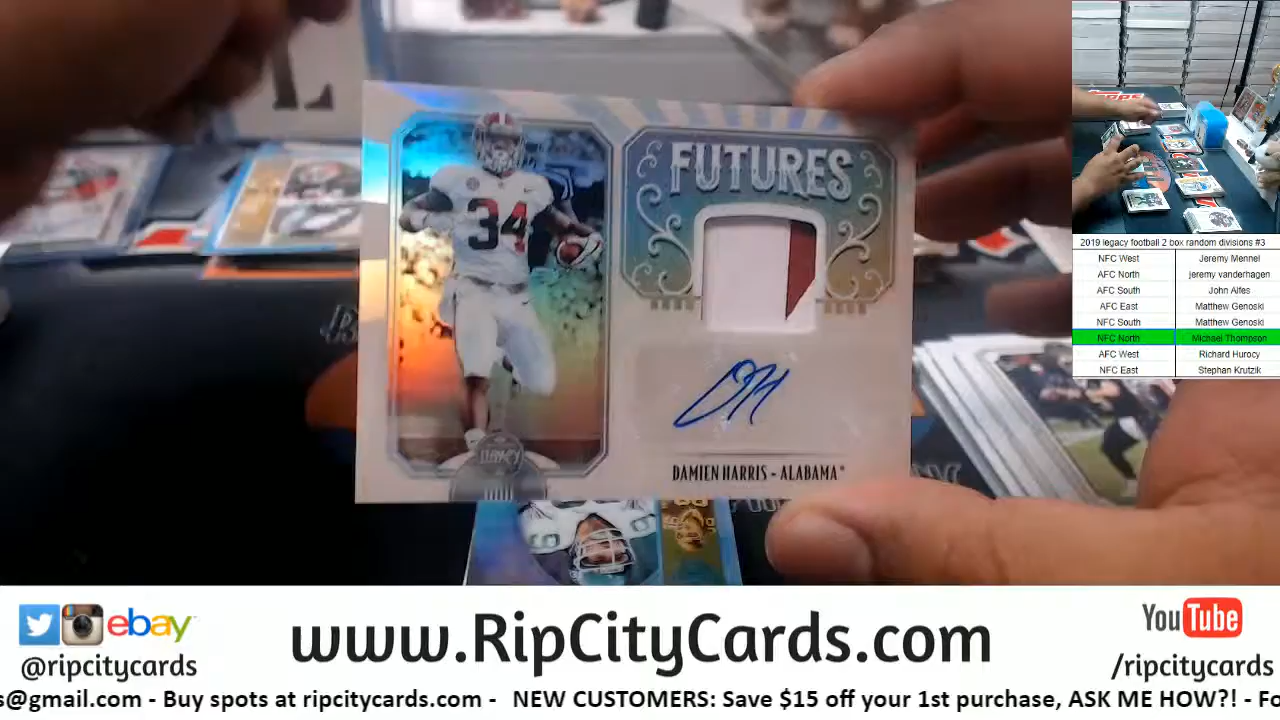 34
FUTURES
LEGACY
DAMIEN HARRIS - ALABAMA
2019 legacy football 2 box random divisions #3
NFC West Jeremy Mennel
AFC North jeremy vanderhagen
AFC South John Alfes
AFC East Matthew Genoski
NFC South Matthew Genoski
NFC North Michael Thompson
AFC West Richard Hurocy
NFC East Stephan Krutzik
ebay
@ripcitycards
www.RipCityCards.com
YouTube
/ripcitycards
s@gmail.com - Buy spots at ripcitycards.com - NEW CUSTOMERS: Save $15 off your 1st purchase, ASK ME HOW?! - Fo